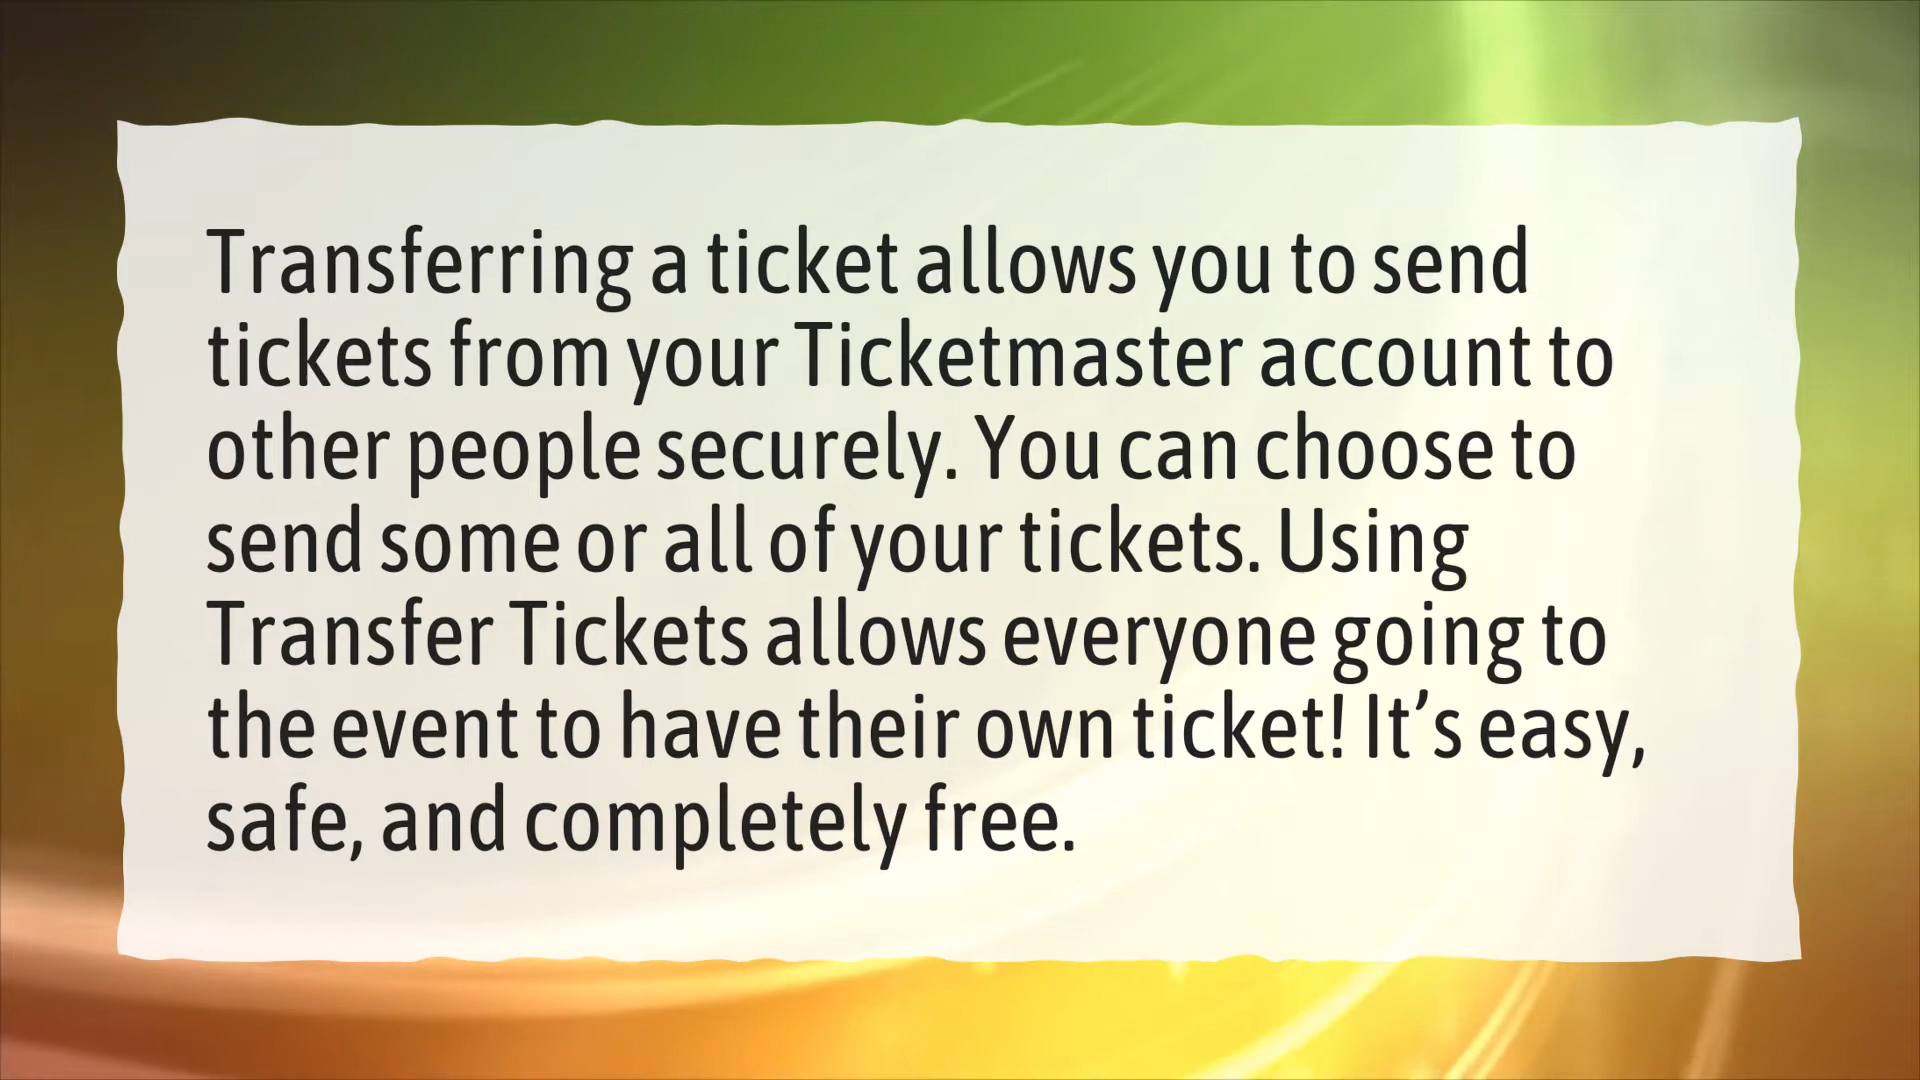 Transferring a ticket allows you to send
tickets from your Ticketmaster account to
other people securely. You can choose to
send some or all of your tickets. Using
Transfer Tickets allows everyone going to
the event to have their own ticket! It’s easy,
safe, and completely free.